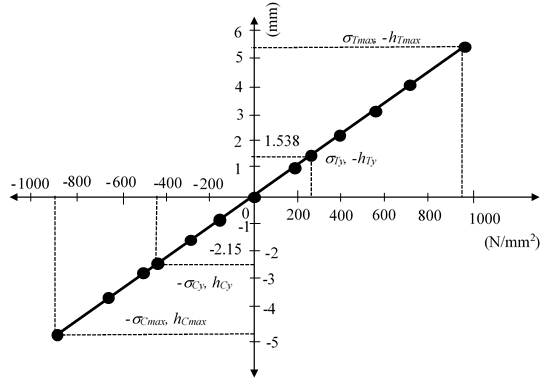 (mm)
6
σTmax, -hTmax
5
4
3
2
1.538
σTy, -hTy
1
-1000 -800 -600 -400 -200
0
200 400 600 800 1000
(N/mm²)
-1
-2.15
-2
-3
-σCy, hCy
-4
-σCmax, hCmax
-5